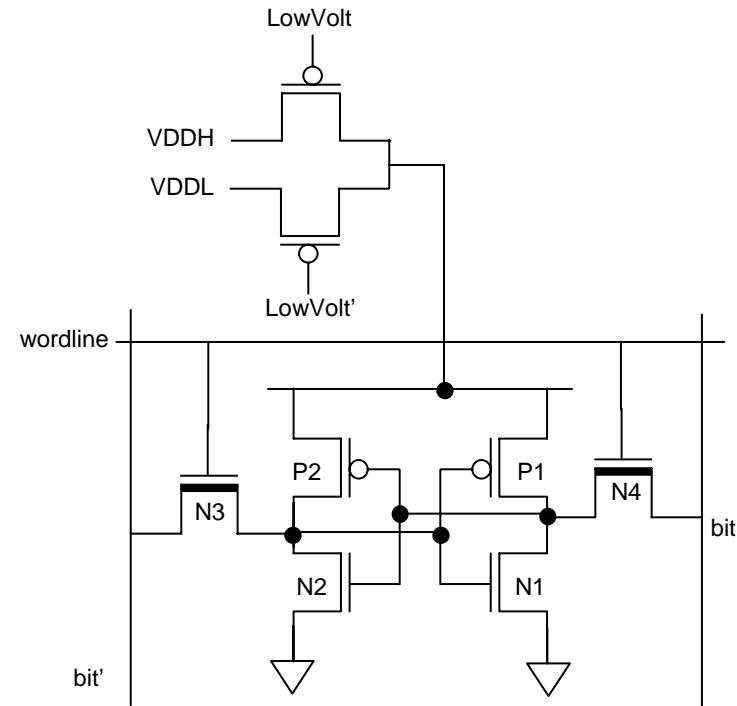 LowVolt
VDDH
VDDL
LowVolt’
wordline
P2
P1
N3
N4
bit
N2
N1
bit’